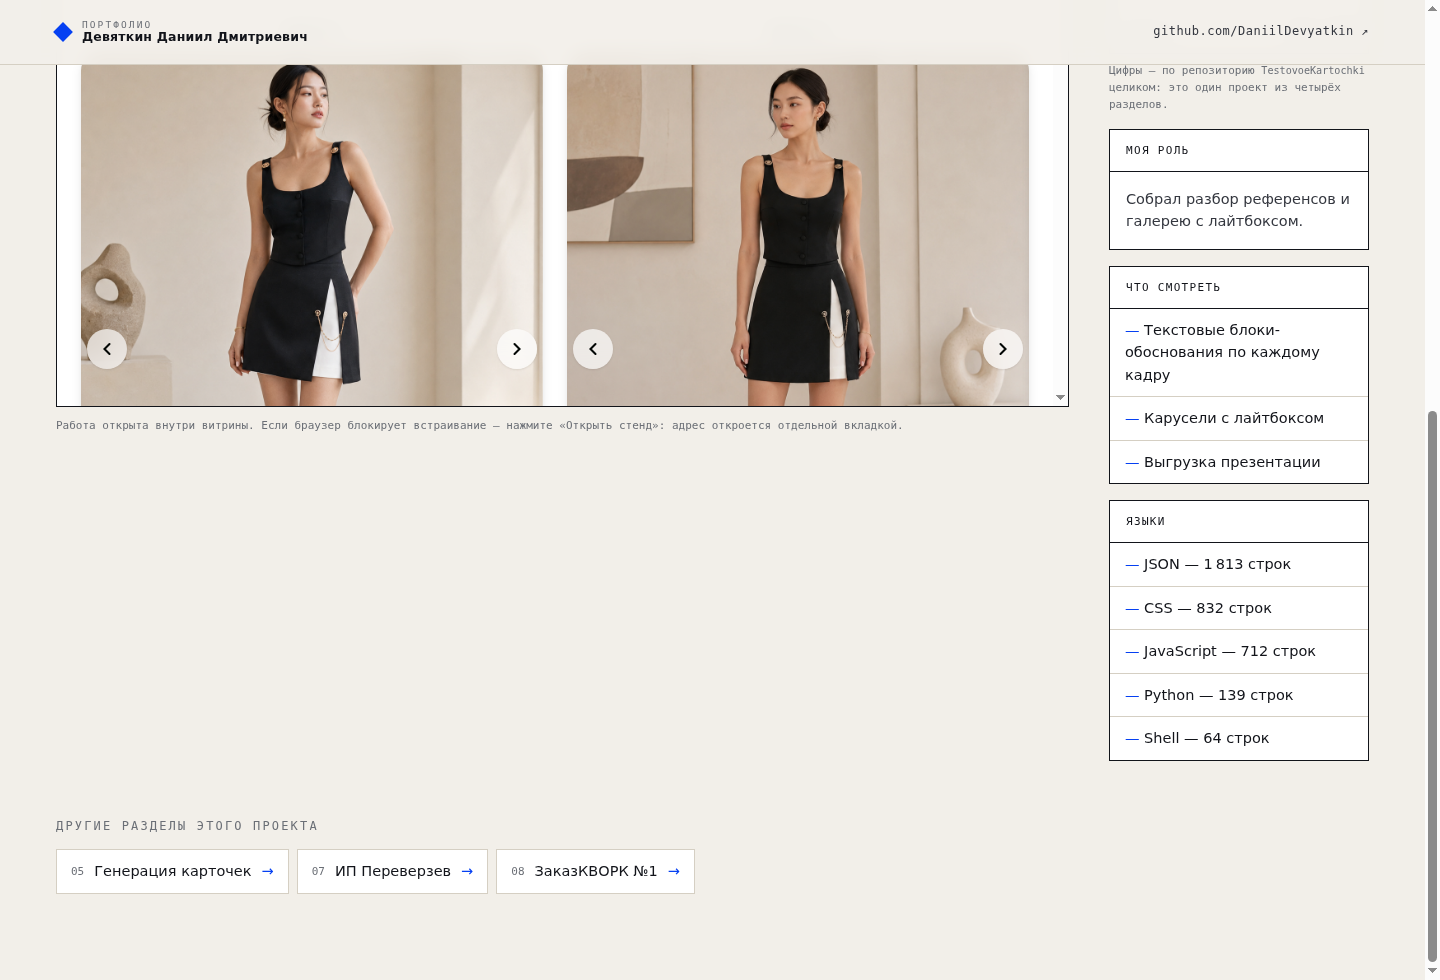 ПОРТФОЛИО
Девяткин Даниил Дмитриевич
github.com/DaniilDevyatkin ↗
Цифры — по репозиторию TestovoeKartochki
целиком: это один проект из четырёх
разделов.
МОЯ РОЛЬ
Собрал разбор референсов и
галерею с лайтбоксом.
ЧТО СМОТРЕТЬ
— Текстовые блоки-
обоснования по каждому
кадру
— Карусели с лайтбоксом
— Выгрузка презентации
ЯЗЫКИ
— JSON — 1 813 строк
— CSS — 832 строк
— JavaScript — 712 строк
— Python — 139 строк
— Shell — 64 строк
Работа открыта внутри витрины. Если браузер блокирует встраивание — нажмите «Открыть стенд»: адрес откроется отдельной вкладкой.
ДРУГИЕ РАЗДЕЛЫ ЭТОГО ПРОЕКТА
05 Генерация карточек →
07 ИП Переверзев →
08 ЗаказКВОРК №1 →